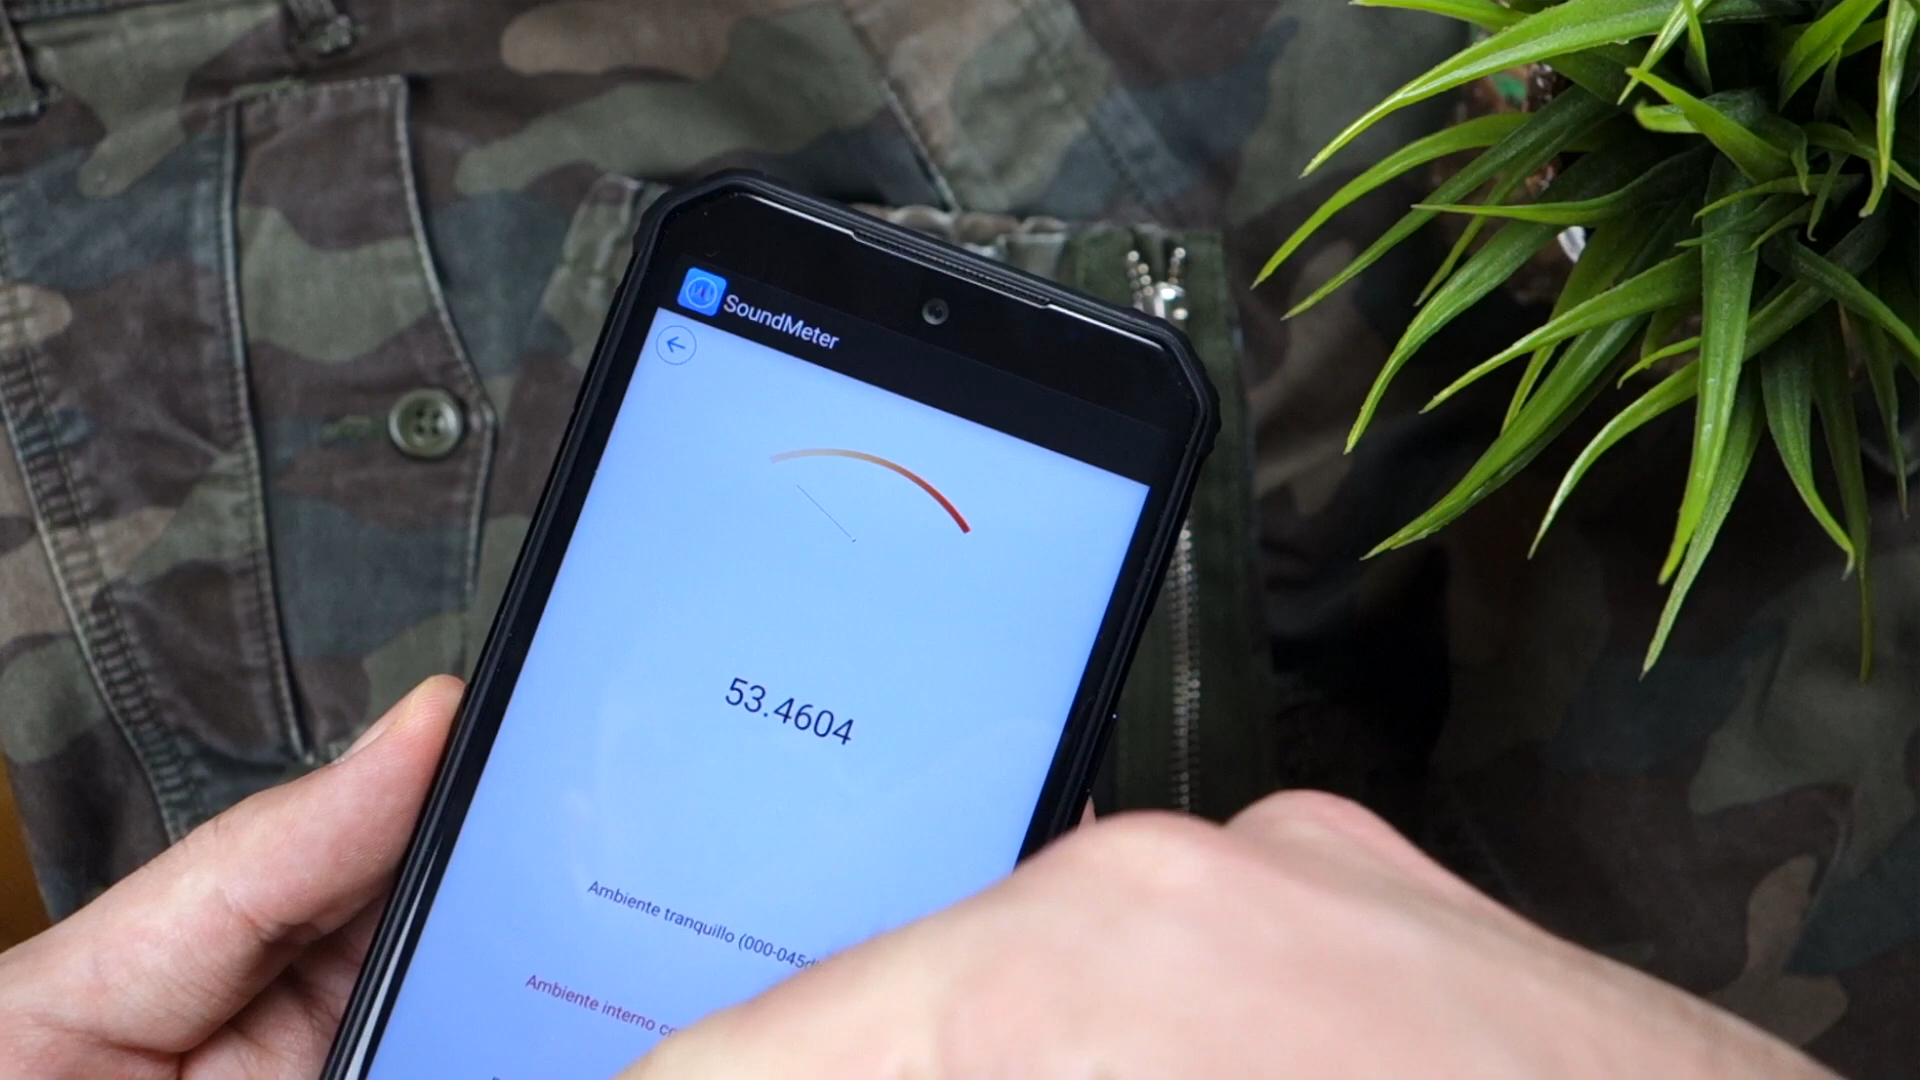 SoundMeter
53.4604
Ambiente tranquillo (000-045d
Ambiente interno